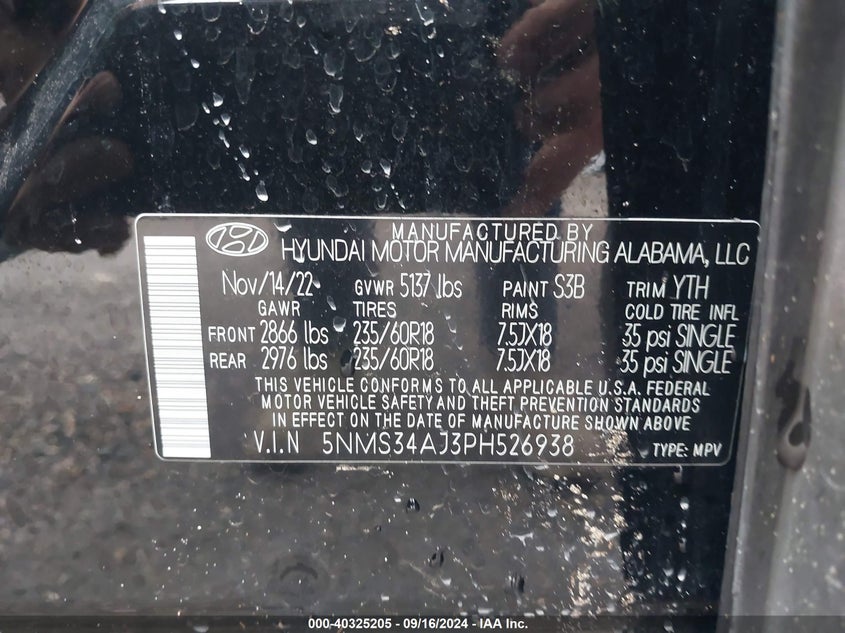 MANUFACTURED BY
HYUNDAI MOTOR MANUFACTURING ALABAMA, LLC
Nov/14/22 GVWR 5137 lbs PAINT S3B TRIM YTH
GAWR TIRES RIMS COLD TIRE INFL
FRONT 2866 lbs 235/60R18 7.5JX18 35 psi SINGLE
REAR 2976 lbs 235/60R18 7.5JX18 35 psi SINGLE
THIS VEHICLE CONFORMS TO ALL APPLICABLE U.S.A. FEDERAL
MOTOR VEHICLE SAFETY AND THEFT PREVENTION STANDARDS
IN EFFECT ON THE DATE OF MANUFACTURE SHOWN ABOVE
V.I.N 5NMS34AJ3PH526938 TYPE: MPV
000-40325205 - 09/16/2024 - IAA Inc.